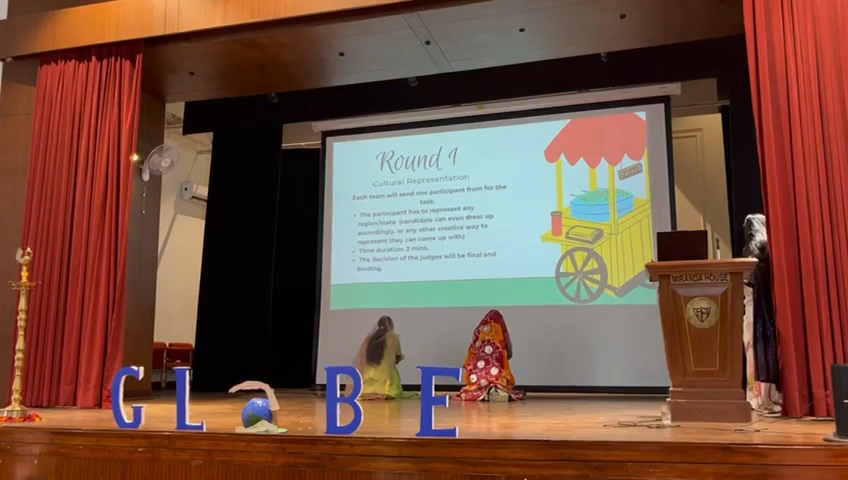 Round 1
Cultural Representation
Each team will send one participant from for the
task.
• The participant has to represent any
region/state. (candidate can even dress up
accordingly, or any other creative way to
represent they can come up with)
• Time duration: 2 mins.
• The decision of the judges will be final and
binding.
MIRANDA HOUSE
G L B E